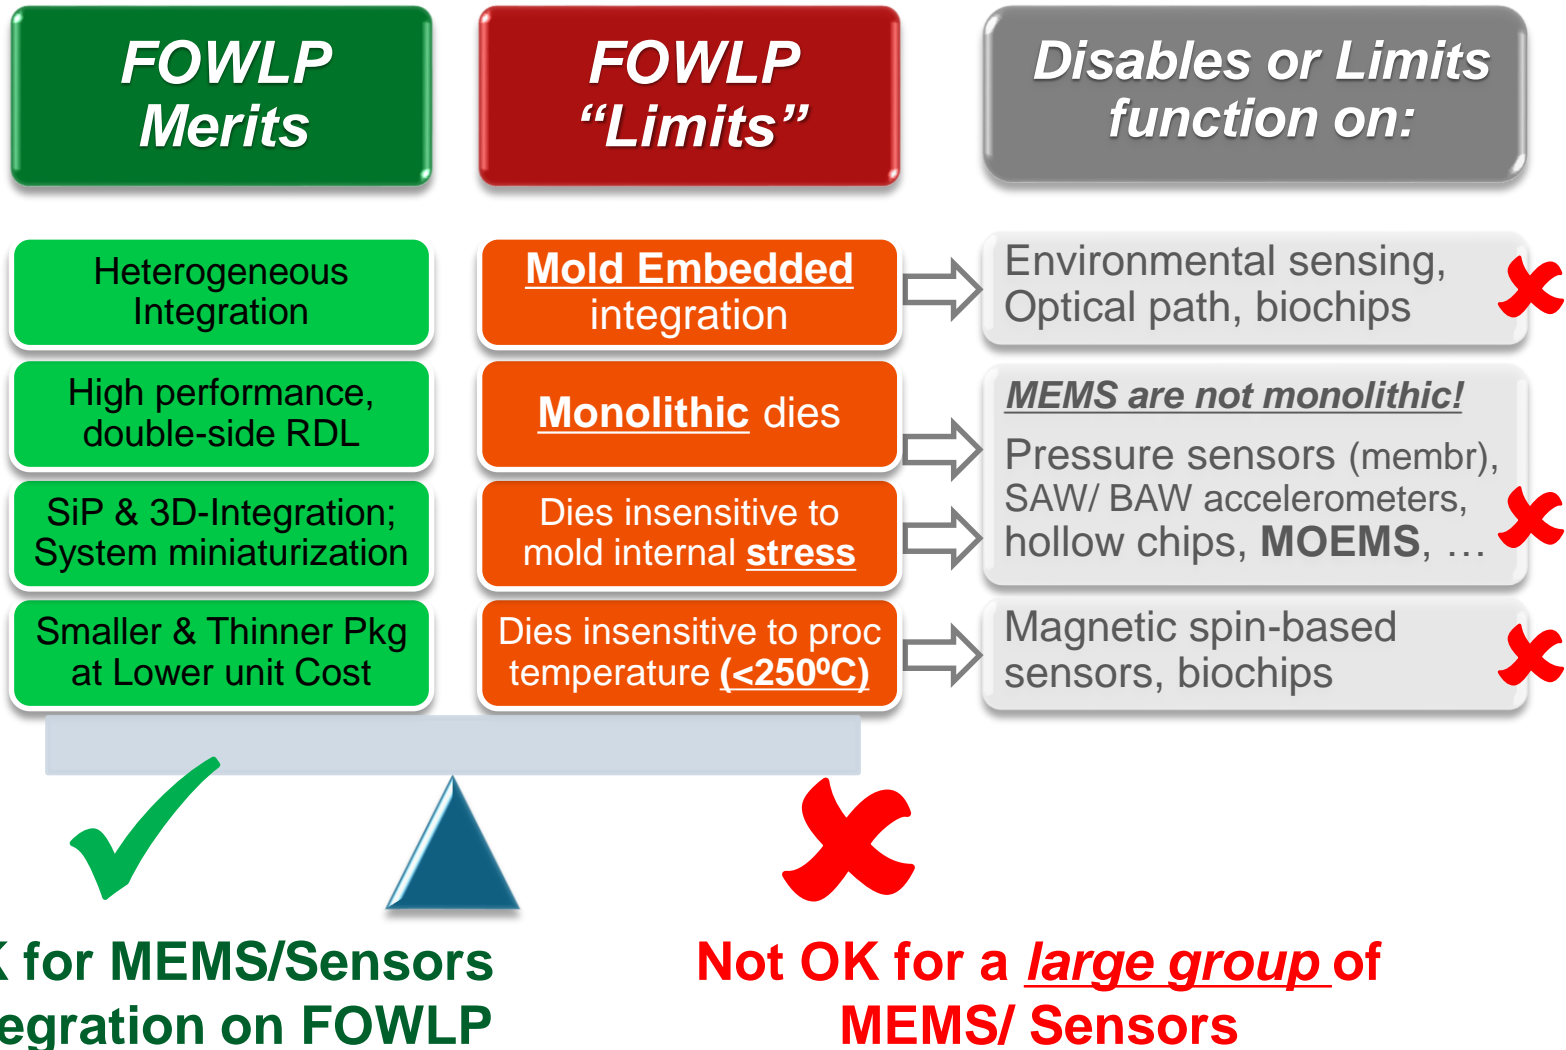 FOWLP
Merits
FOWLP
“Limits”
Disables or Limits
function on:
Heterogeneous
Integration
Mold Embedded
integration
Environmental sensing,
Optical path, biochips
High performance,
double-side RDL
Monolithic dies
MEMS are not monolithic!
Pressure sensors (membr),
SAW/ BAW accelerometers,
hollow chips, MOEMS, …
SiP & 3D-Integration;
System miniaturization
Dies insensitive to
mold internal stress
Smaller & Thinner Pkg
at Lower unit Cost
Dies insensitive to proc
temperature (<250ºC)
Magnetic spin-based
sensors, biochips
for MEMS/Sensors
on FOWLP
Not OK for a large group of
MEMS/ Sensors